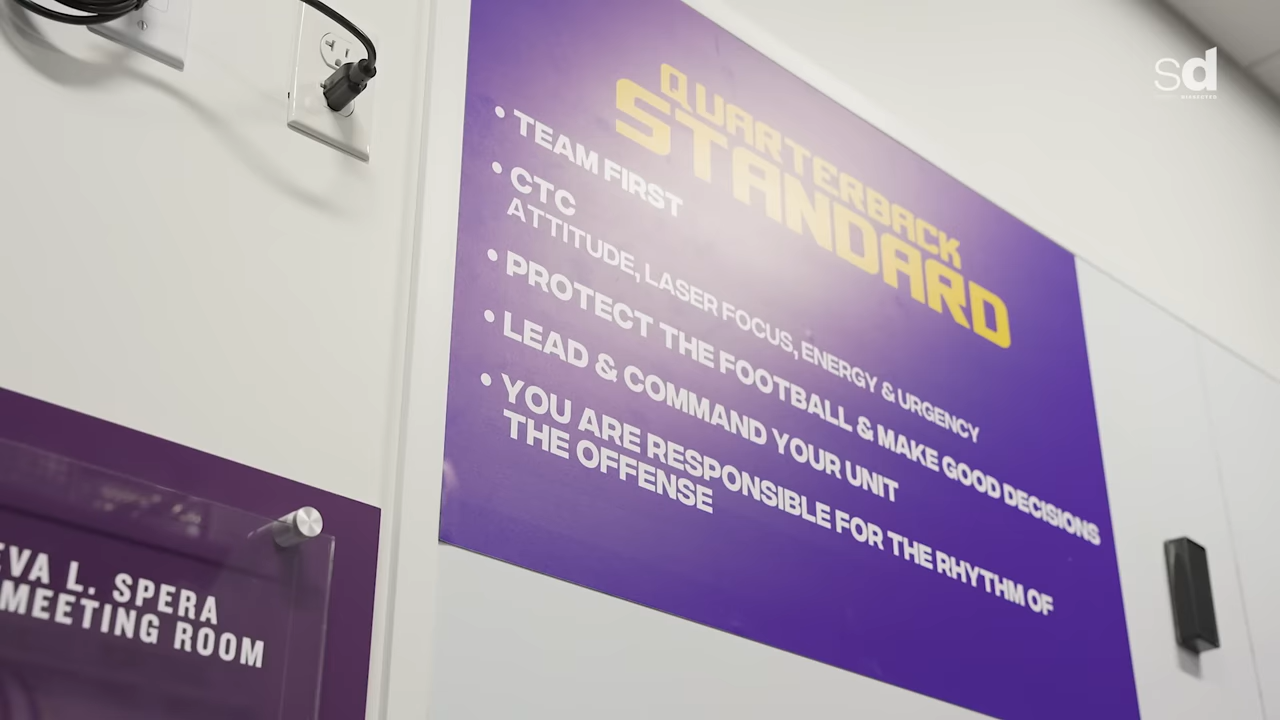 sd
QUARTERBACK
STANDARD
• TEAM FIRST
• CTC
ATTITUDE, LASER FOCUS, ENERGY & URGENCY
• PROTECT THE FOOTBALL & MAKE GOOD DECISIONS
• LEAD & COMMAND YOUR UNIT
• YOU ARE RESPONSIBLE FOR THE RHYTHM OF
THE OFFENSE
EVA L. SPERA
MEETING ROOM